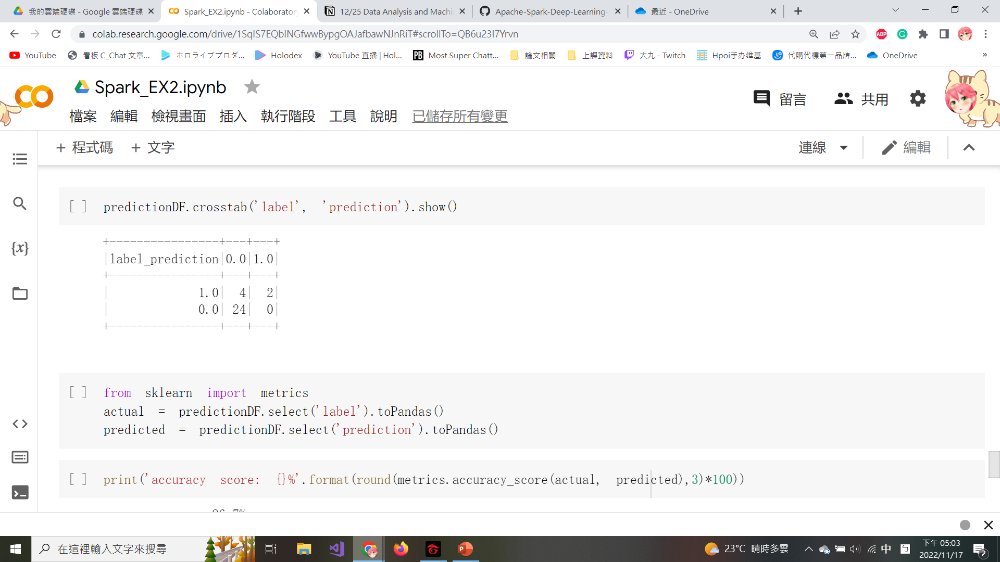 我的雲端硬碟 - Google 雲端硬碟
Spark_EX2.ipynb - Colaboratory
12/25 Data Analysis and Machi
Apache-Spark-Deep-Learning-
最近 - OneDrive
colab.research.google.com/drive/1SqIS7EQbINGfwwBypgOAJafbawNJnRiT#scrollTo=QB6u23I7Yrvn
ABP
YouTube
看板 C_Chat 文章...
ホロライブプロダ...
Holodex
YouTube 直播 | Hol...
PB Most Super Chatt...
論文相關
上課資料
大丸 - Twitch
Hpoi手办维基
代購代標第一品牌...
OneDrive
»
Spark_EX2.ipynb
留言
共用
檔案 編輯 檢視畫面 插入 執行階段 工具 說明 已儲存所有變更
+ 程式碼 + 文字
連線
編輯
{x}
[ ] predictionDF.crosstab('label', 'prediction').show()
+----------------+---+---+
|label_prediction|0.0|1.0|
+----------------+---+---+
|             1.0|  4|  2|
|             0.0| 24|  0|
+----------------+---+---+
[ ] from sklearn import metrics
actual = predictionDF.select('label').toPandas()
predicted = predictionDF.select('prediction').toPandas()
[ ] print('accuracy score: {}%'.format(round(metrics.accuracy_score(actual, predicted),3)*100))
在這裡輸入文字來搜尋
23°C 晴時多雲
中
下午 05:03
2022/11/17
2